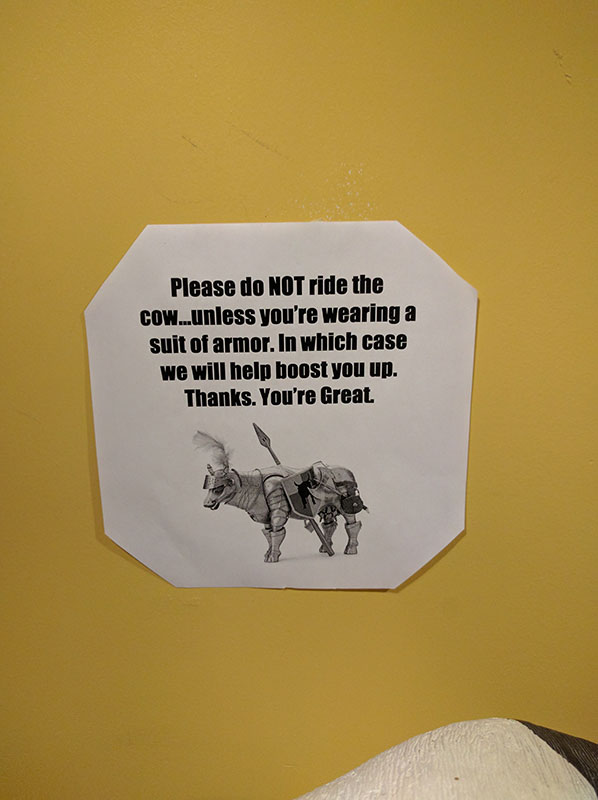 Please do NOT ride the
cow...unless you're wearing a
suit of armor. In which case
we will help boost you up.
Thanks. You're Great.